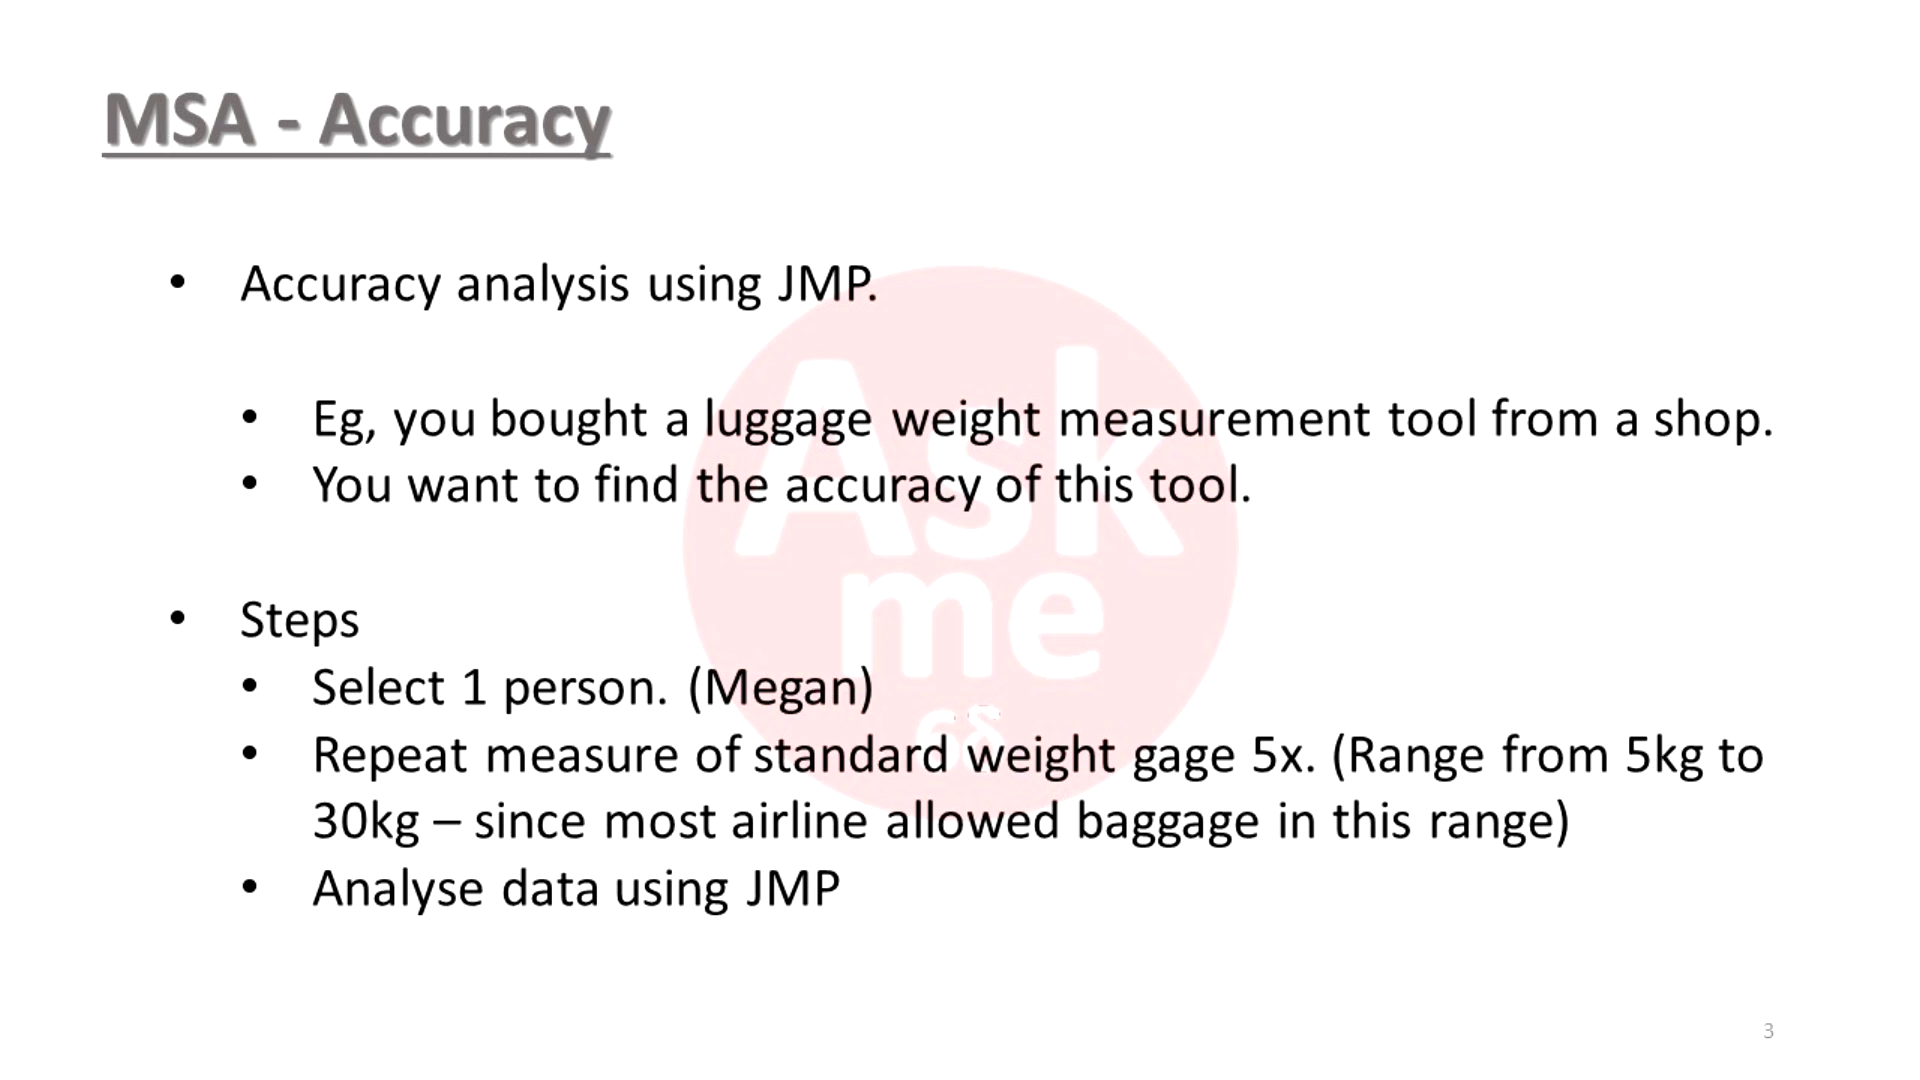 MSA - Accuracy
• Accuracy analysis using JMP.
• Eg, you bought a luggage weight measurement tool from a shop.
• You want to find the accuracy of this tool.
• Steps
• Select 1 person. (Megan)
• Repeat measure of standard weight gage 5x. (Range from 5kg to
30kg – since most airline allowed baggage in this range)
• Analyse data using JMP
Ask
me
3